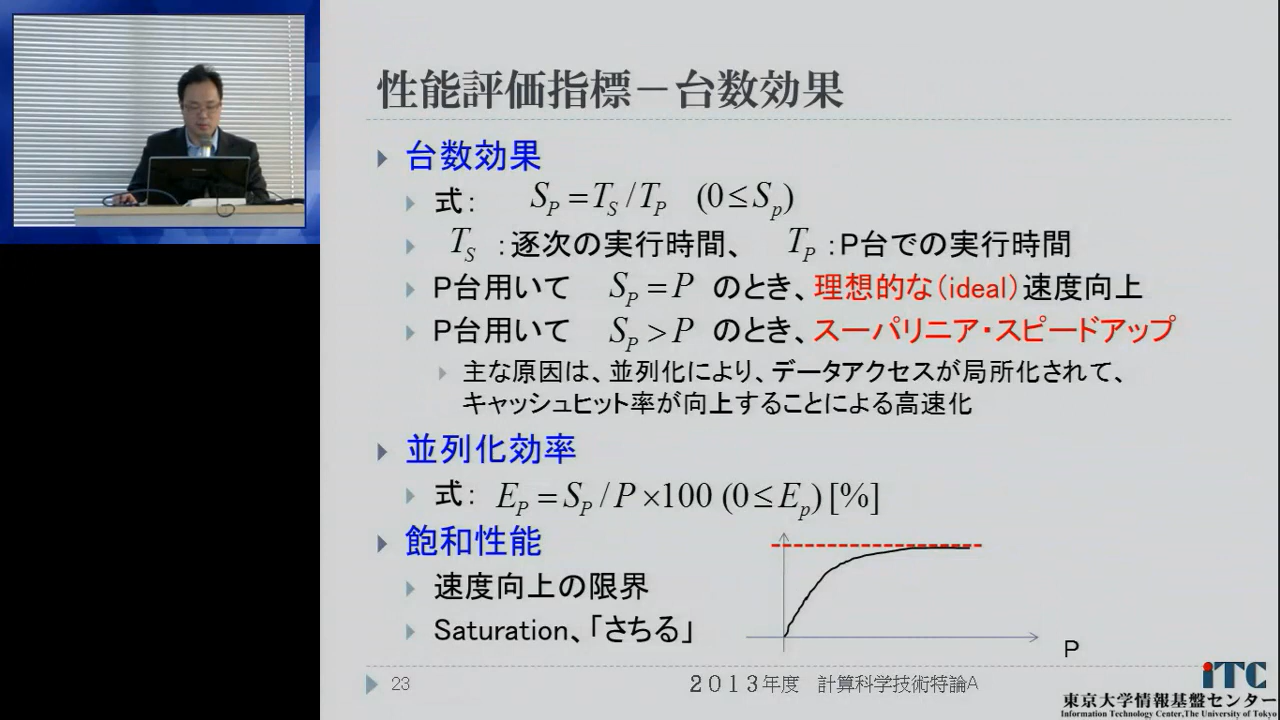 性能評価指標－台数効果
台数効果
式： S_P = T_S / T_P (0 ≤ S_p)
T_S ：逐次の実行時間、 T_P ：P台での実行時間
P台用いて S_P = P のとき、理想的な（ideal）速度向上
P台用いて S_P > P のとき、スーパリニア・スピードアップ
主な原因は、並列化により、データアクセスが局所化されて、
キャッシュヒット率が向上することによる高速化
並列化効率
式： E_P = S_P / P ×100 (0 ≤ E_p) [%]
飽和性能
速度向上の限界
Saturation、「さちる」
P
23
２０１３年度 計算科学技術特論A
iTC
東京大学情報基盤センター
Information Technology Center,The University of Tokyo